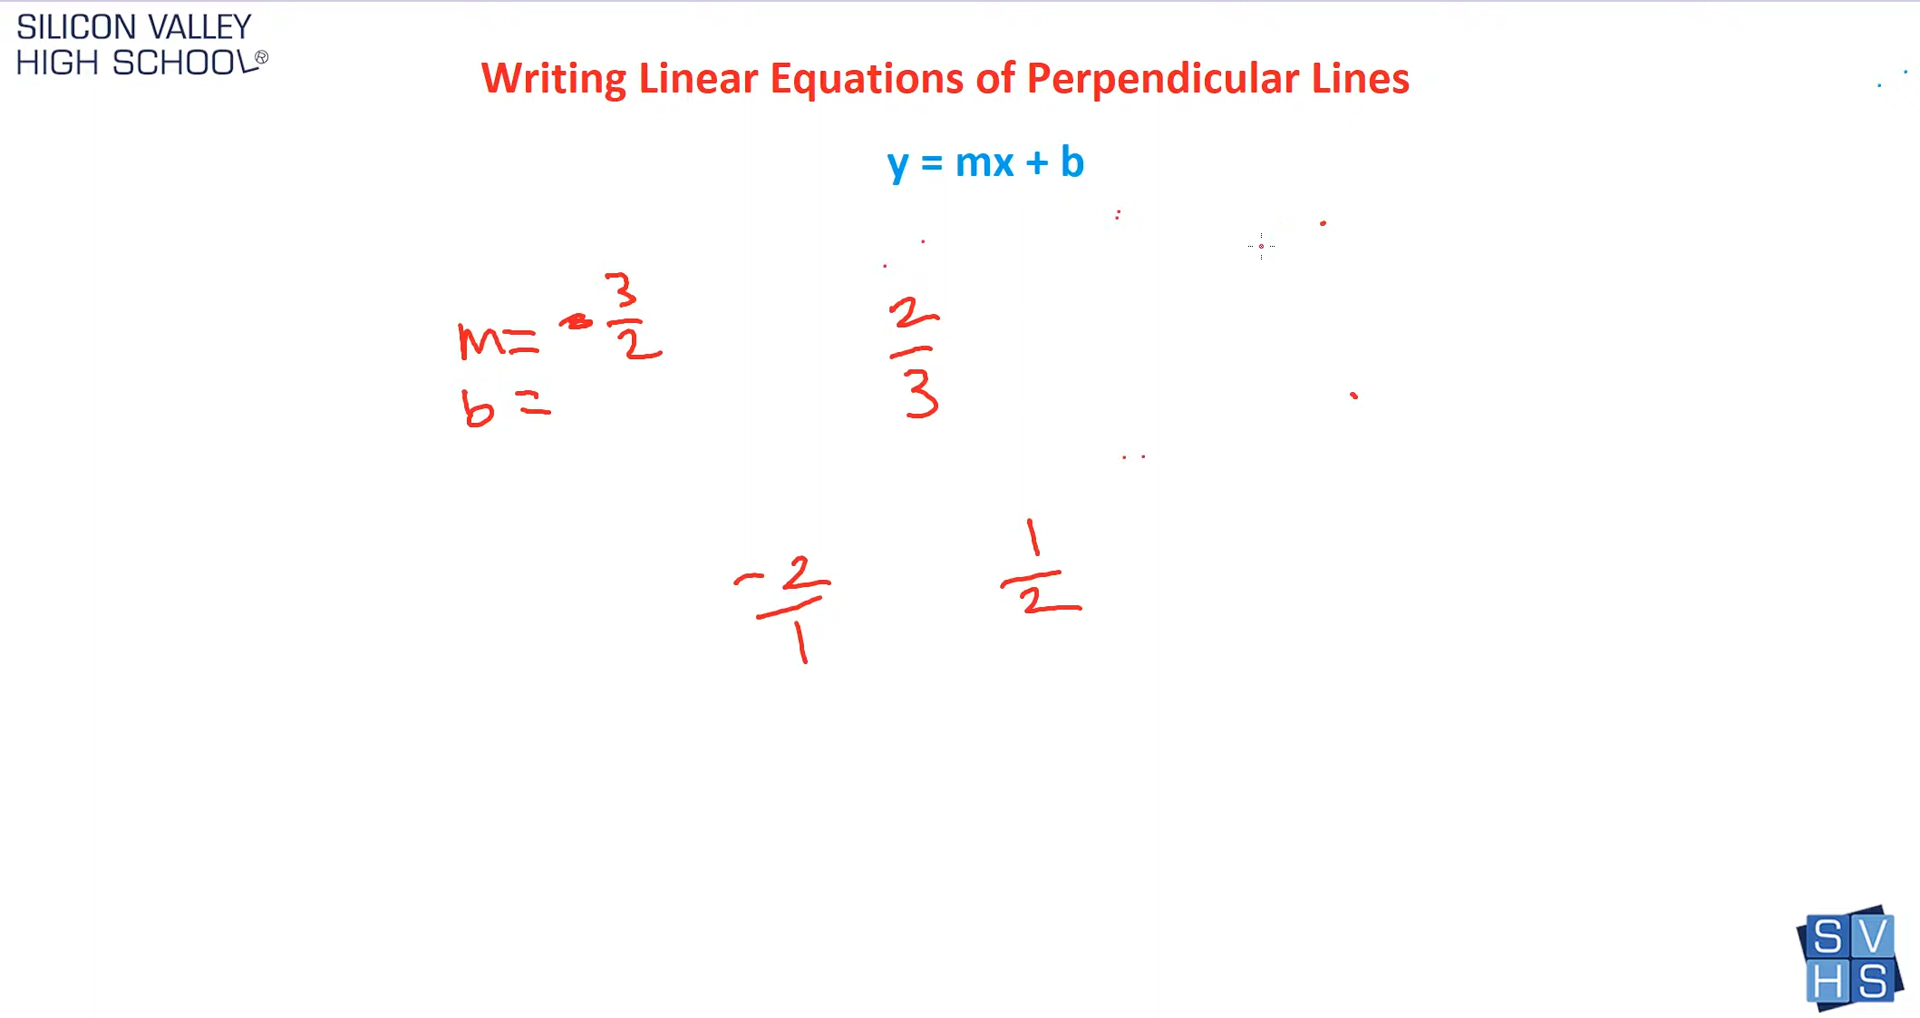 SILICON VALLEY
HIGH SCHOOL®
Writing Linear Equations of Perpendicular Lines
y = mx + b
m= - 3/2
2/3
b =
-2/1
1/2
SV
HS